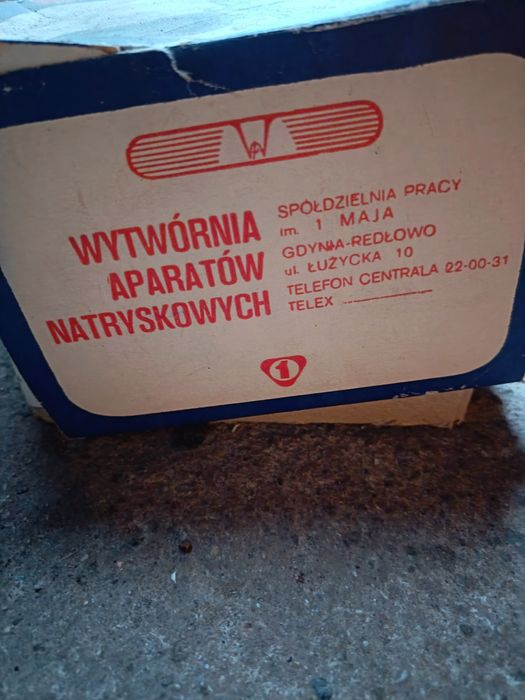 WYTWÓRNIA
APARATÓW
NATRYSKOWYCH
SPÓŁDZIELNIA PRACY
im. 1 MAJA
GDYNIA-REDŁOWO
ul. ŁUŻYCKA 10
TELEFON CENTRALA 22-00-31
TELEX
1